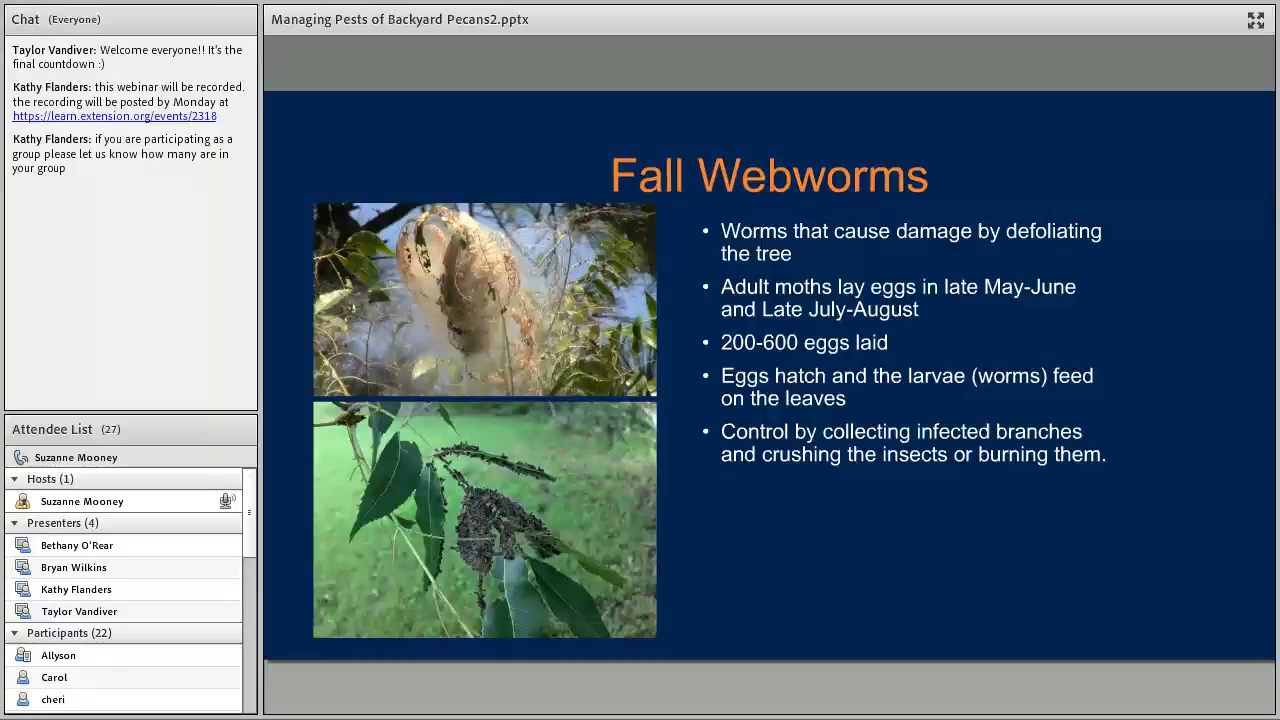 Chat (Everyone)
Taylor Vandiver: Welcome everyone!! It's the
final countdown :)
Kathy Flanders: this webinar will be recorded.
the recording will be posted by Monday at
https://learn.extension.org/events/2318
Kathy Flanders: if you are participating as a
group please let us know how many are in
your group
Attendee List (27)
Suzanne Mooney
Hosts (1)
Suzanne Mooney
Presenters (4)
Bethany O'Rear
Bryan Wilkins
Kathy Flanders
Taylor Vandiver
Participants (22)
Allyson
Carol
cheri
Managing Pests of Backyard Pecans2.pptx
Fall Webworms
• Worms that cause damage by defoliating
the tree
• Adult moths lay eggs in late May-June
and Late July-August
• 200-600 eggs laid
• Eggs hatch and the larvae (worms) feed
on the leaves
• Control by collecting infected branches
and crushing the insects or burning them.